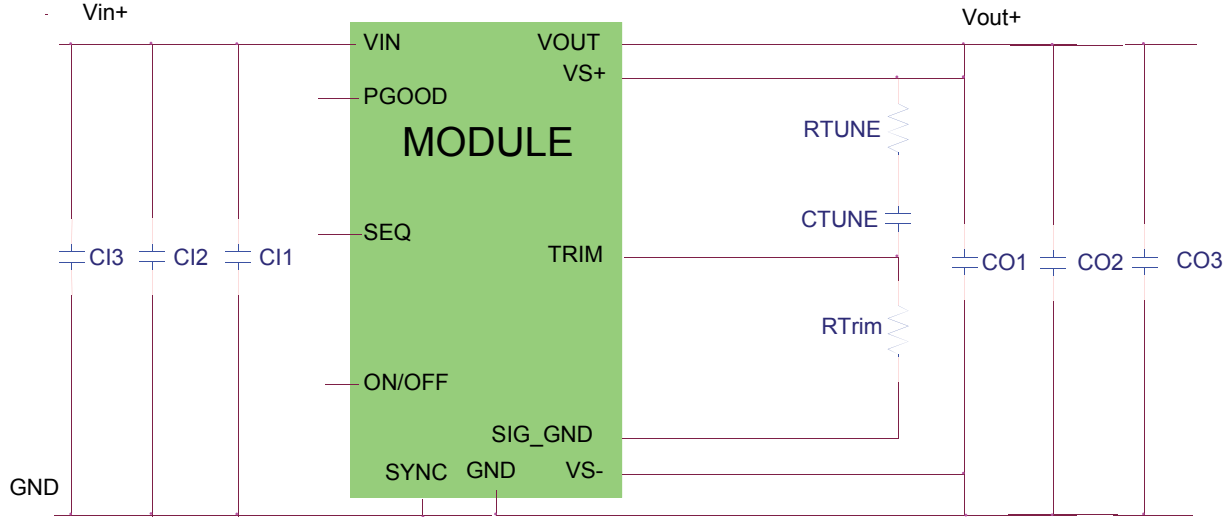 Vin+
Vout+
VIN
VOUT
VS+
PGOOD
RTUNE
MODULE
CTUNE
SEQ
TRIM
CI3
CI2
CI1
CO1
CO2
CO3
RTrim
ON/OFF
SIG_GND
SYNC
GND
VS-
GND